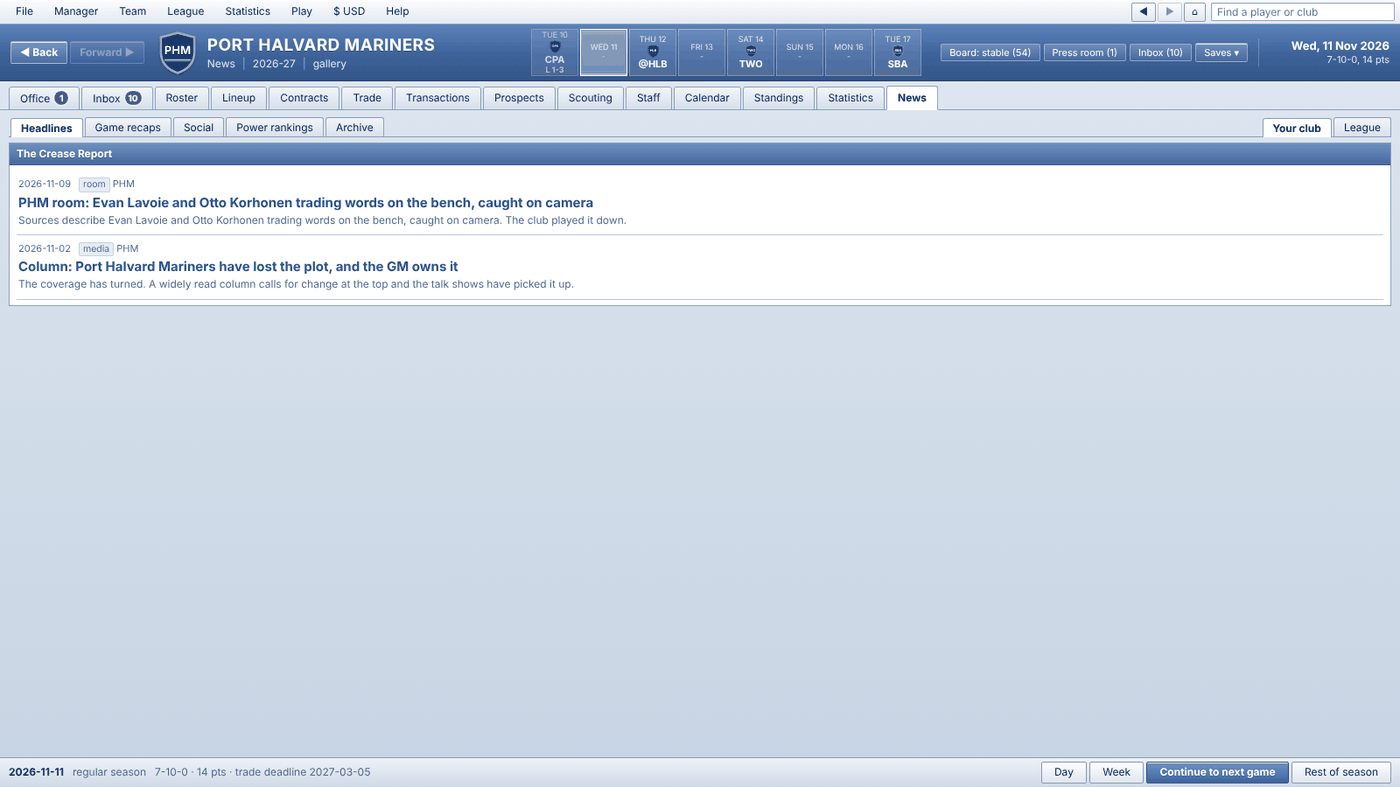 File Manager Team League Statistics Play $ USD Help Find a player or club
◀ Back Forward ▶ PHM PORT HALVARD MARINERS
News | 2026-27 | gallery
TUE 10 CPA L 1-3
WED 11 -
THU 12 @HLB
FRI 13 -
SAT 14 TWO
SUN 15 -
MON 16 -
TUE 17 SBA
Board: stable (54) Press room (1) Inbox (10) Saves ▾
Wed, 11 Nov 2026
7-10-0, 14 pts
Office 1 Inbox 10 Roster Lineup Contracts Trade Transactions Prospects Scouting Staff Calendar Standings Statistics News
Headlines Game recaps Social Power rankings Archive Your club League
The Crease Report
2026-11-09 room PHM
PHM room: Evan Lavoie and Otto Korhonen trading words on the bench, caught on camera
Sources describe Evan Lavoie and Otto Korhonen trading words on the bench, caught on camera. The club played it down.
2026-11-02 media PHM
Column: Port Halvard Mariners have lost the plot, and the GM owns it
The coverage has turned. A widely read column calls for change at the top and the talk shows have picked it up.
2026-11-11 regular season 7-10-0 · 14 pts · trade deadline 2027-03-05 Day Week Continue to next game Rest of season